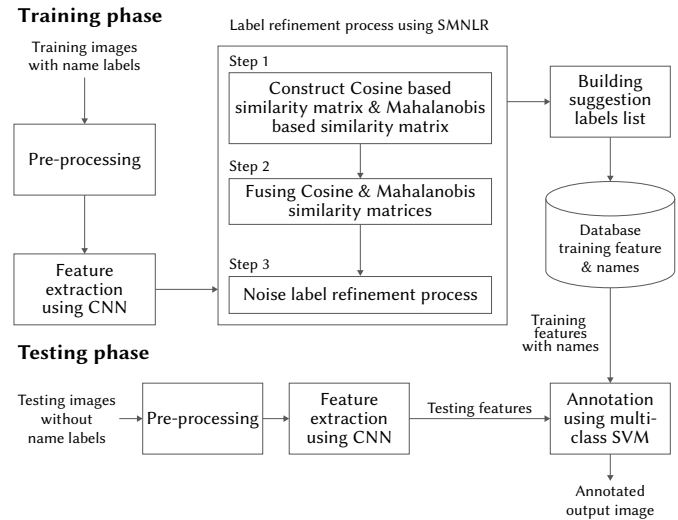 Training phase
Training images
with name labels
Pre-processing
Feature
extraction
using CNN
Label refinement process using SMNLR
Step 1
Construct Cosine based
similarity matrix & Mahalanobis
based similarity matrix
Step 2
Fusing Cosine & Mahalanobis
similarity matrices
Step 3
Noise label refinement process
Building
suggestion
labels list
Database
training feature
& names
Training
features
with names
Testing phase
Testing images
without
name labels
Pre-processing
Feature
extraction
using CNN
Testing features
Annotation
using multi-
class SVM
Annotated
output image